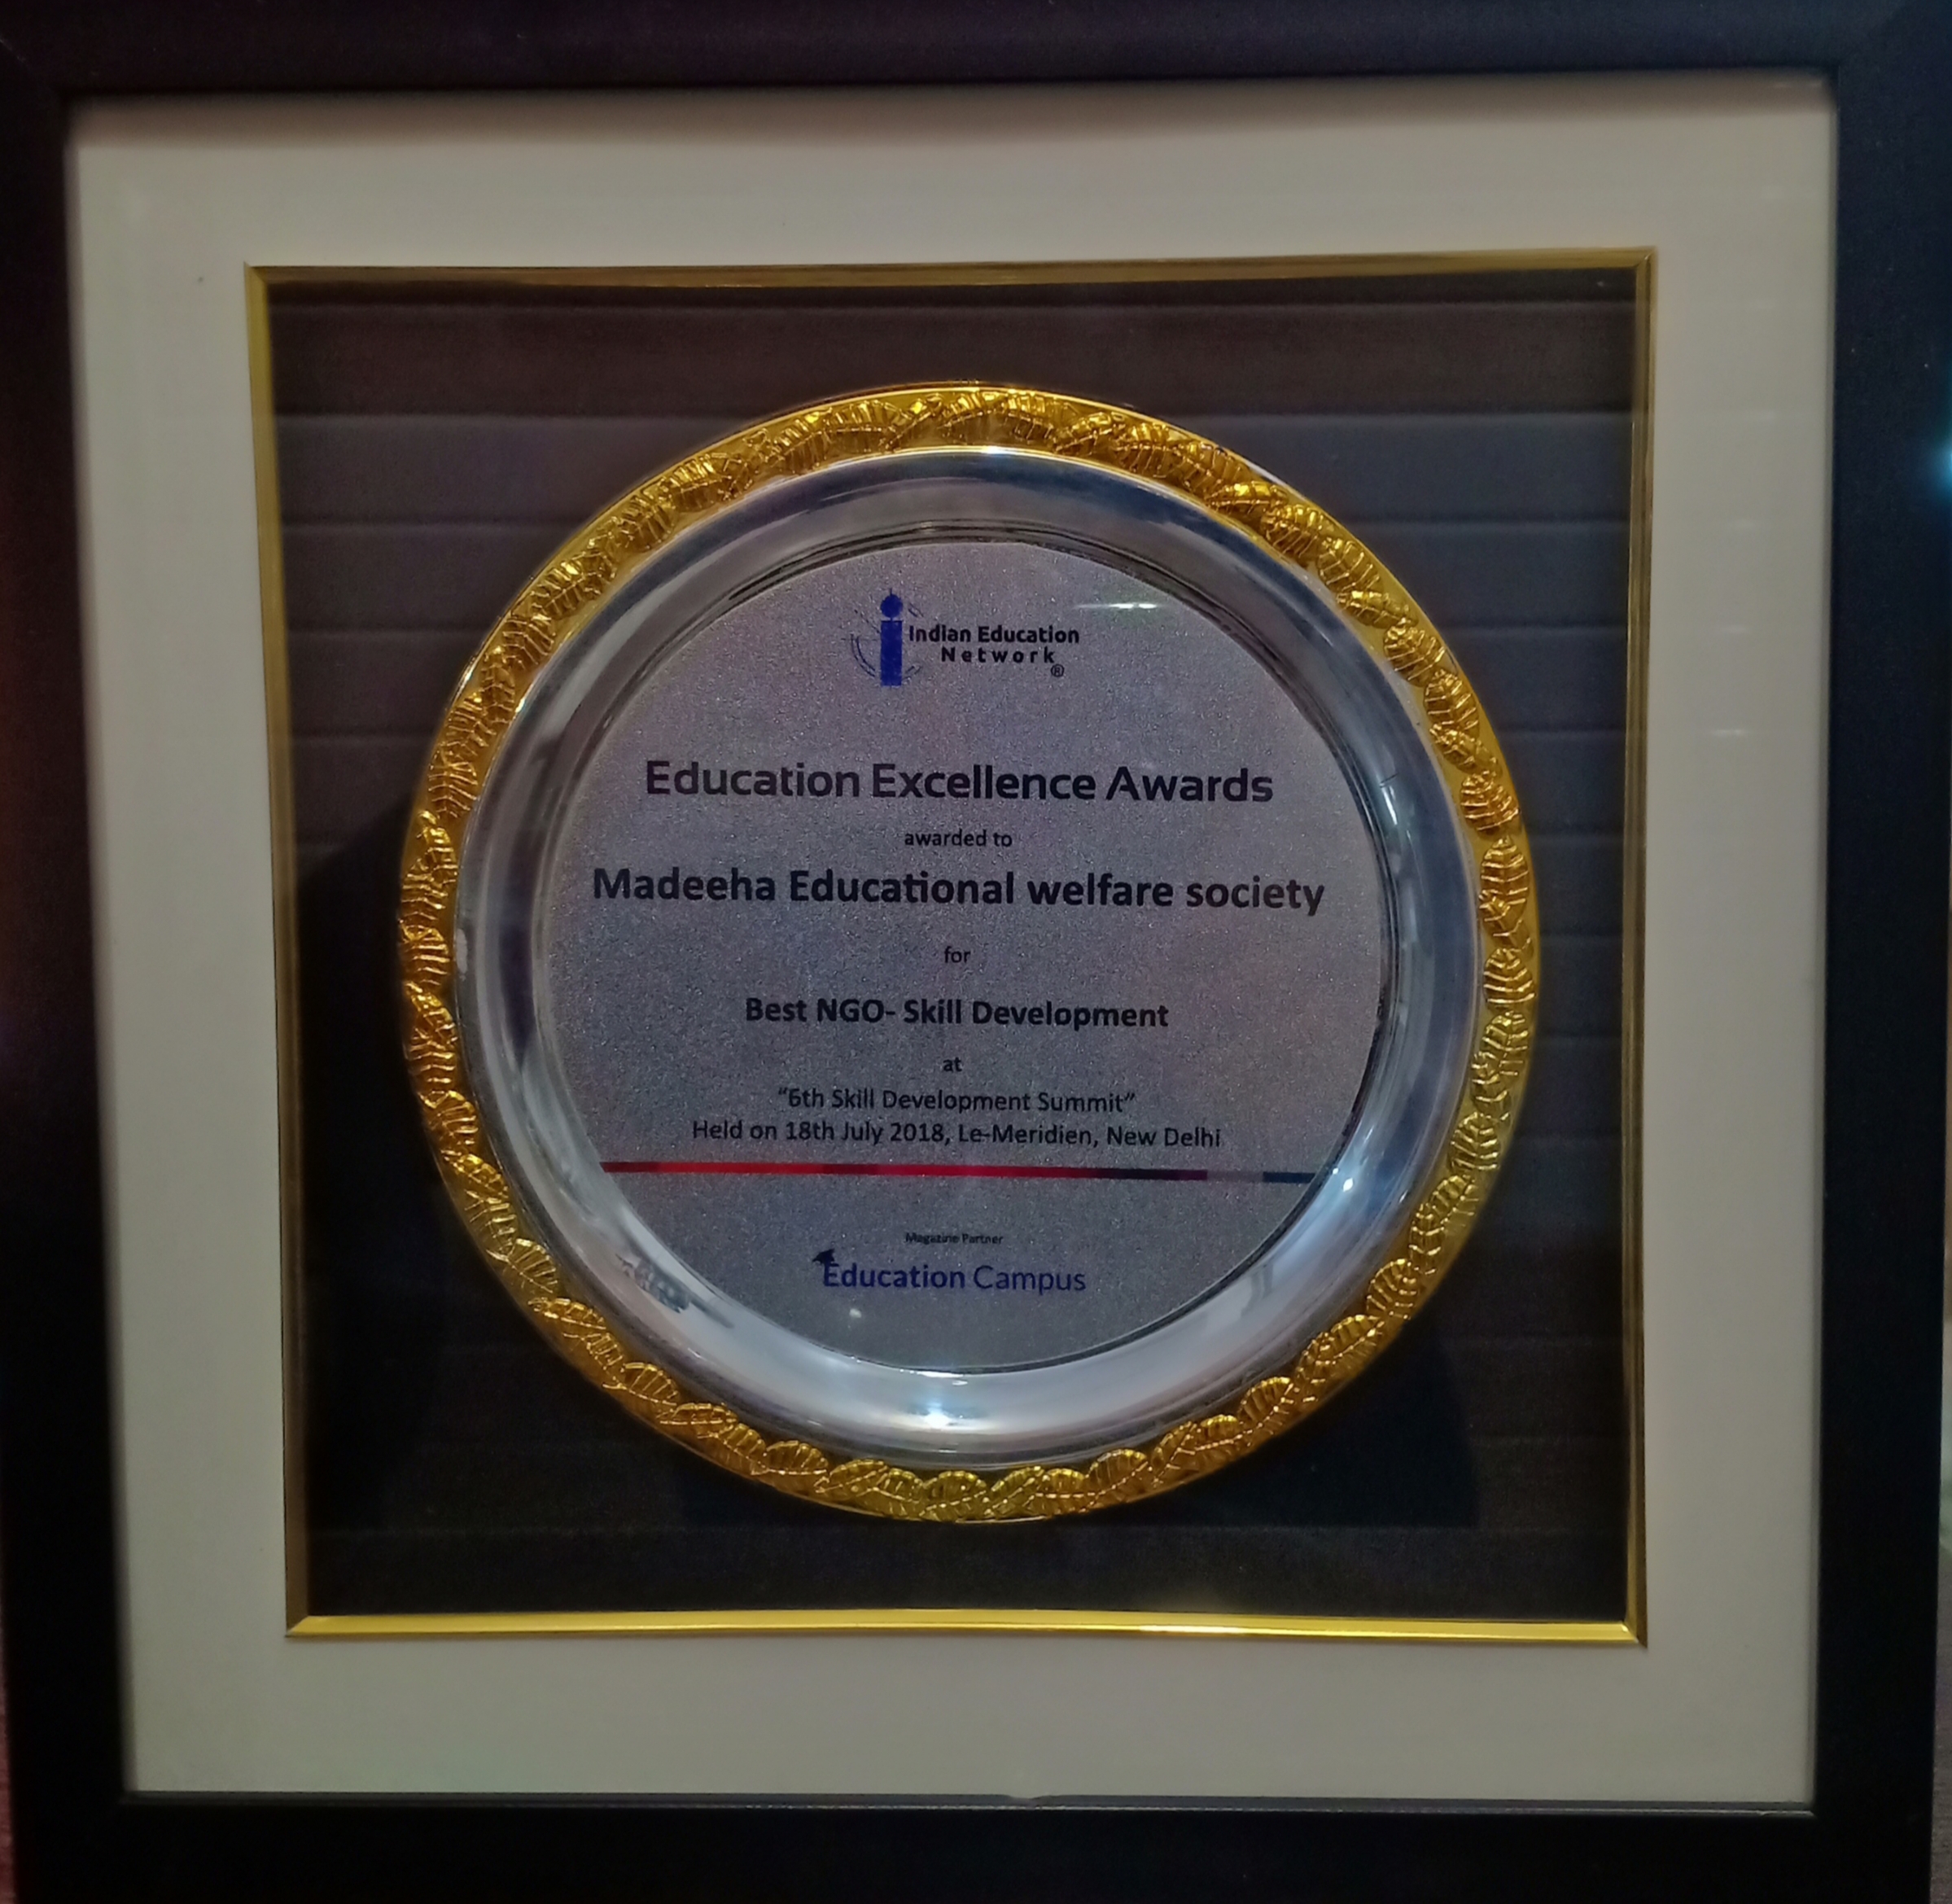 Indian Education
Network
®
Education Excellence Awards
awarded to
Madeeha Educational welfare society
for
Best NGO- Skill Development
at
“6th Skill Development Summit”
Held on 18th July 2018, Le-Meridien, New Delhi
Magazine Partner
Education Campus